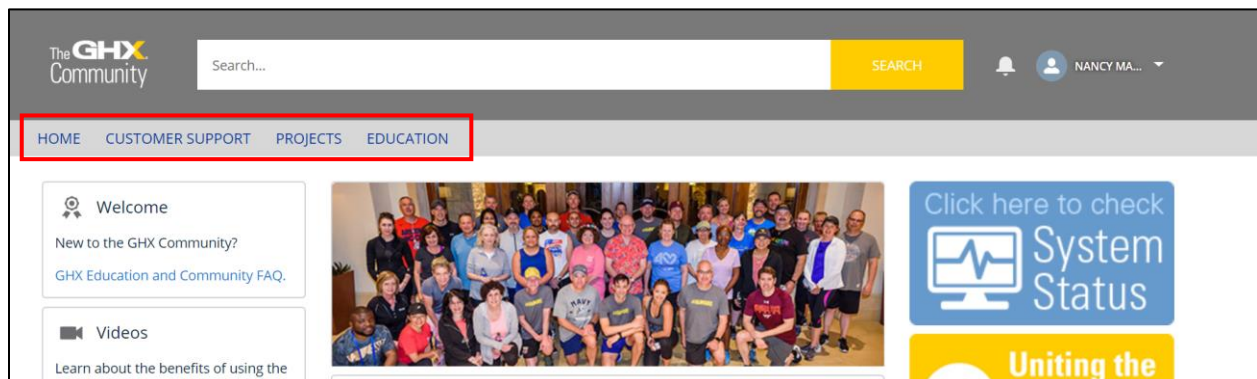 The GHX
Community
Search...
SEARCH
NANCY MA...
HOME CUSTOMER SUPPORT PROJECTS EDUCATION
Welcome
New to the GHX Community?
GHX Education and Community FAQ.
Videos
Learn about the benefits of using the
Click here to check
System
Status
Uniting the
NAVY